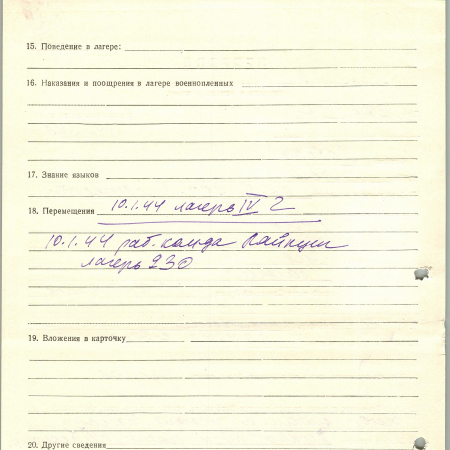 15. Поведение в лагере:
16. Наказания и поощрения в лагере военнопленных
17. Знание языков
18. Перемещения 10.1.44 лагерь IV
10.1.44 раб. команда
лагерь 230
19. Вложения в карточку
20. Другие сведения